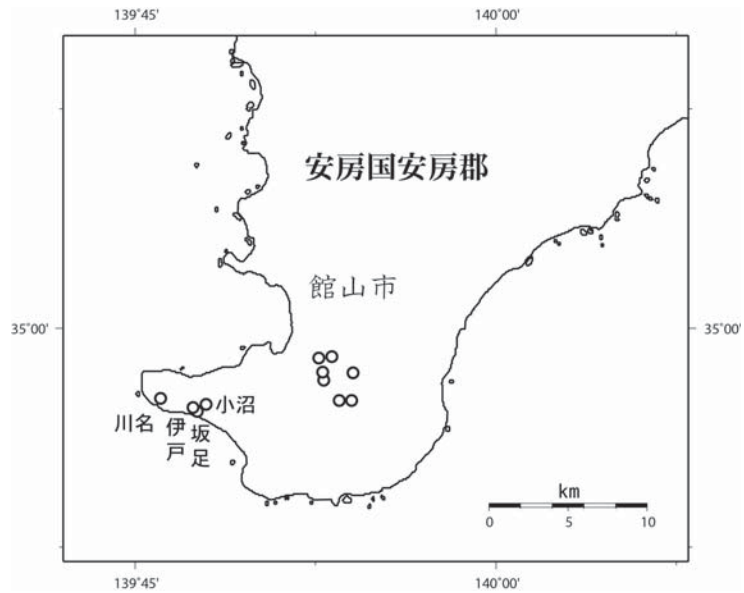 139˚45'
140˚00'
安房国安房郡
館山市
35˚00'
35˚00'
小沼
川名
伊戸
坂足
km
0
5
10
139˚45'
140˚00'